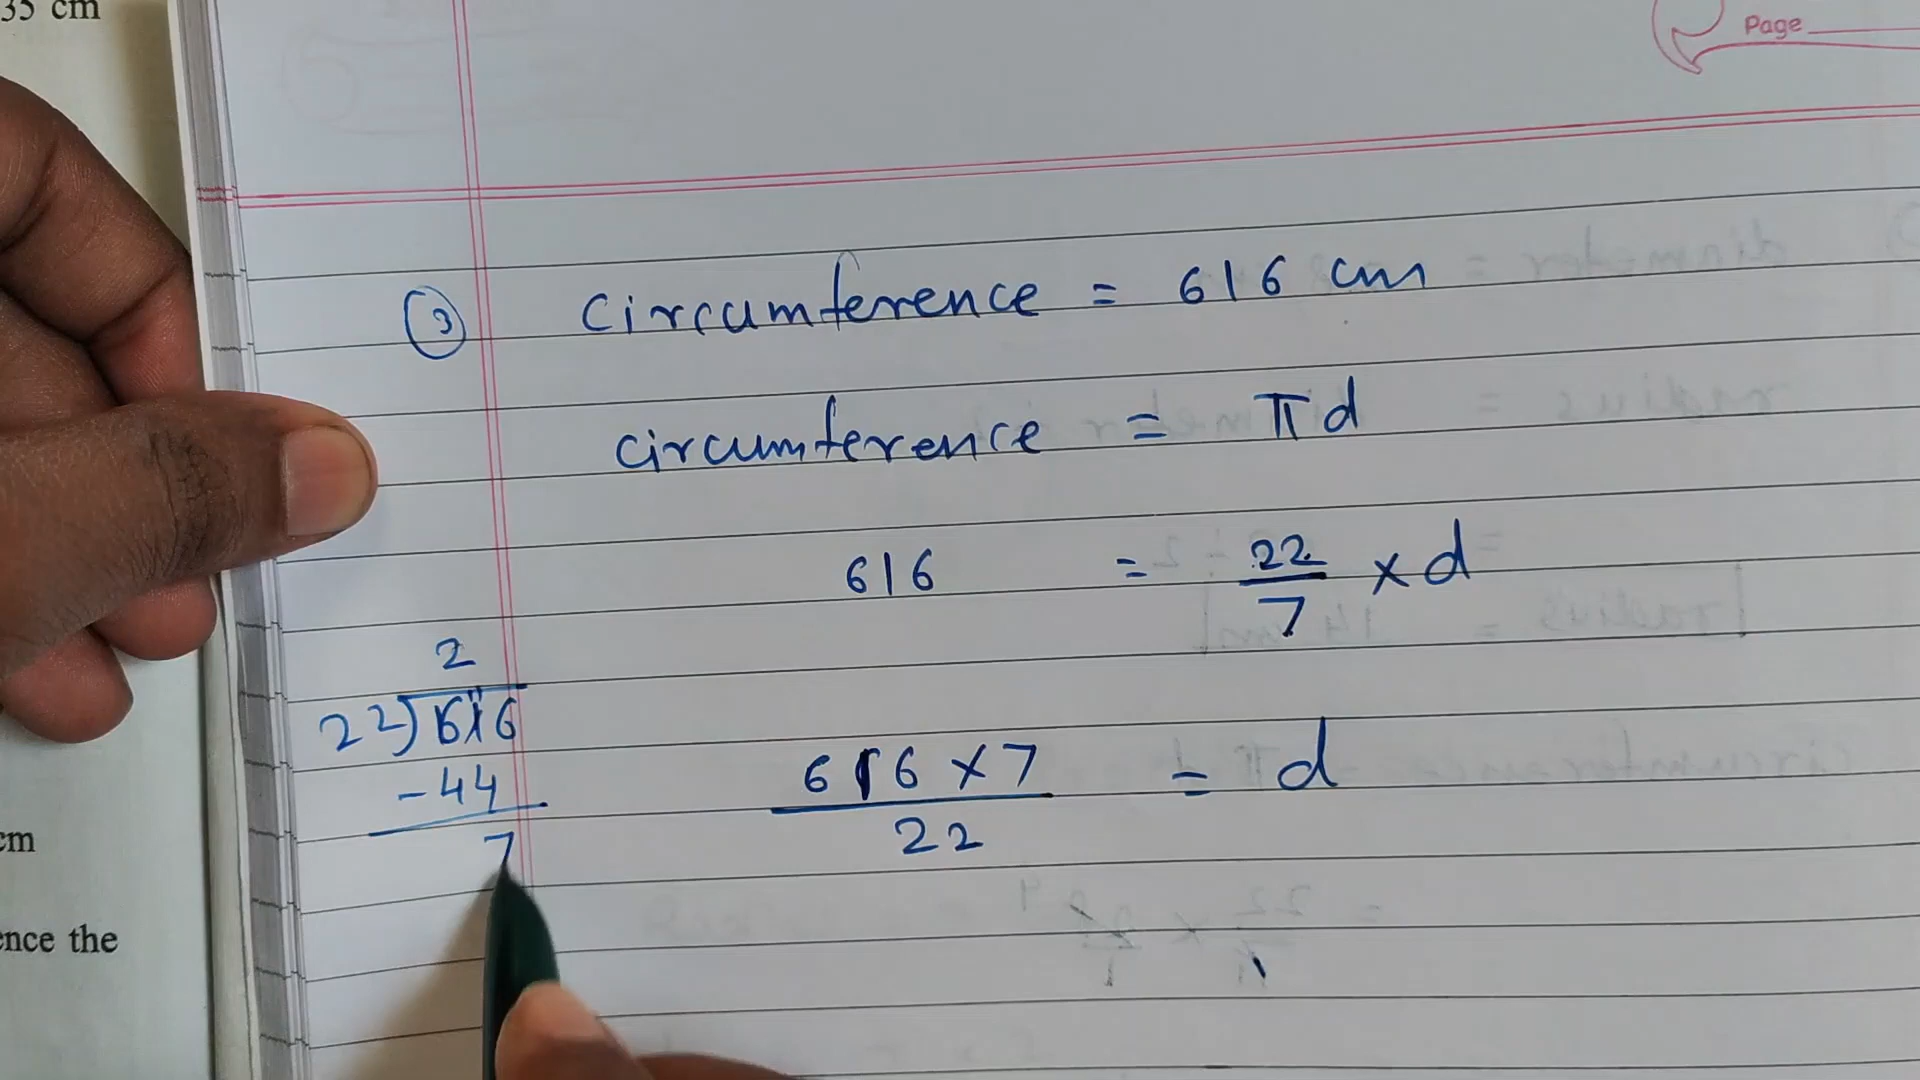 35 cm
Page
③ Circumference = 616 cm
circumference = πd
616 = 22/7 × d
2
22)616
616 × 7 / 22 = d
-44
7
cm
ence the